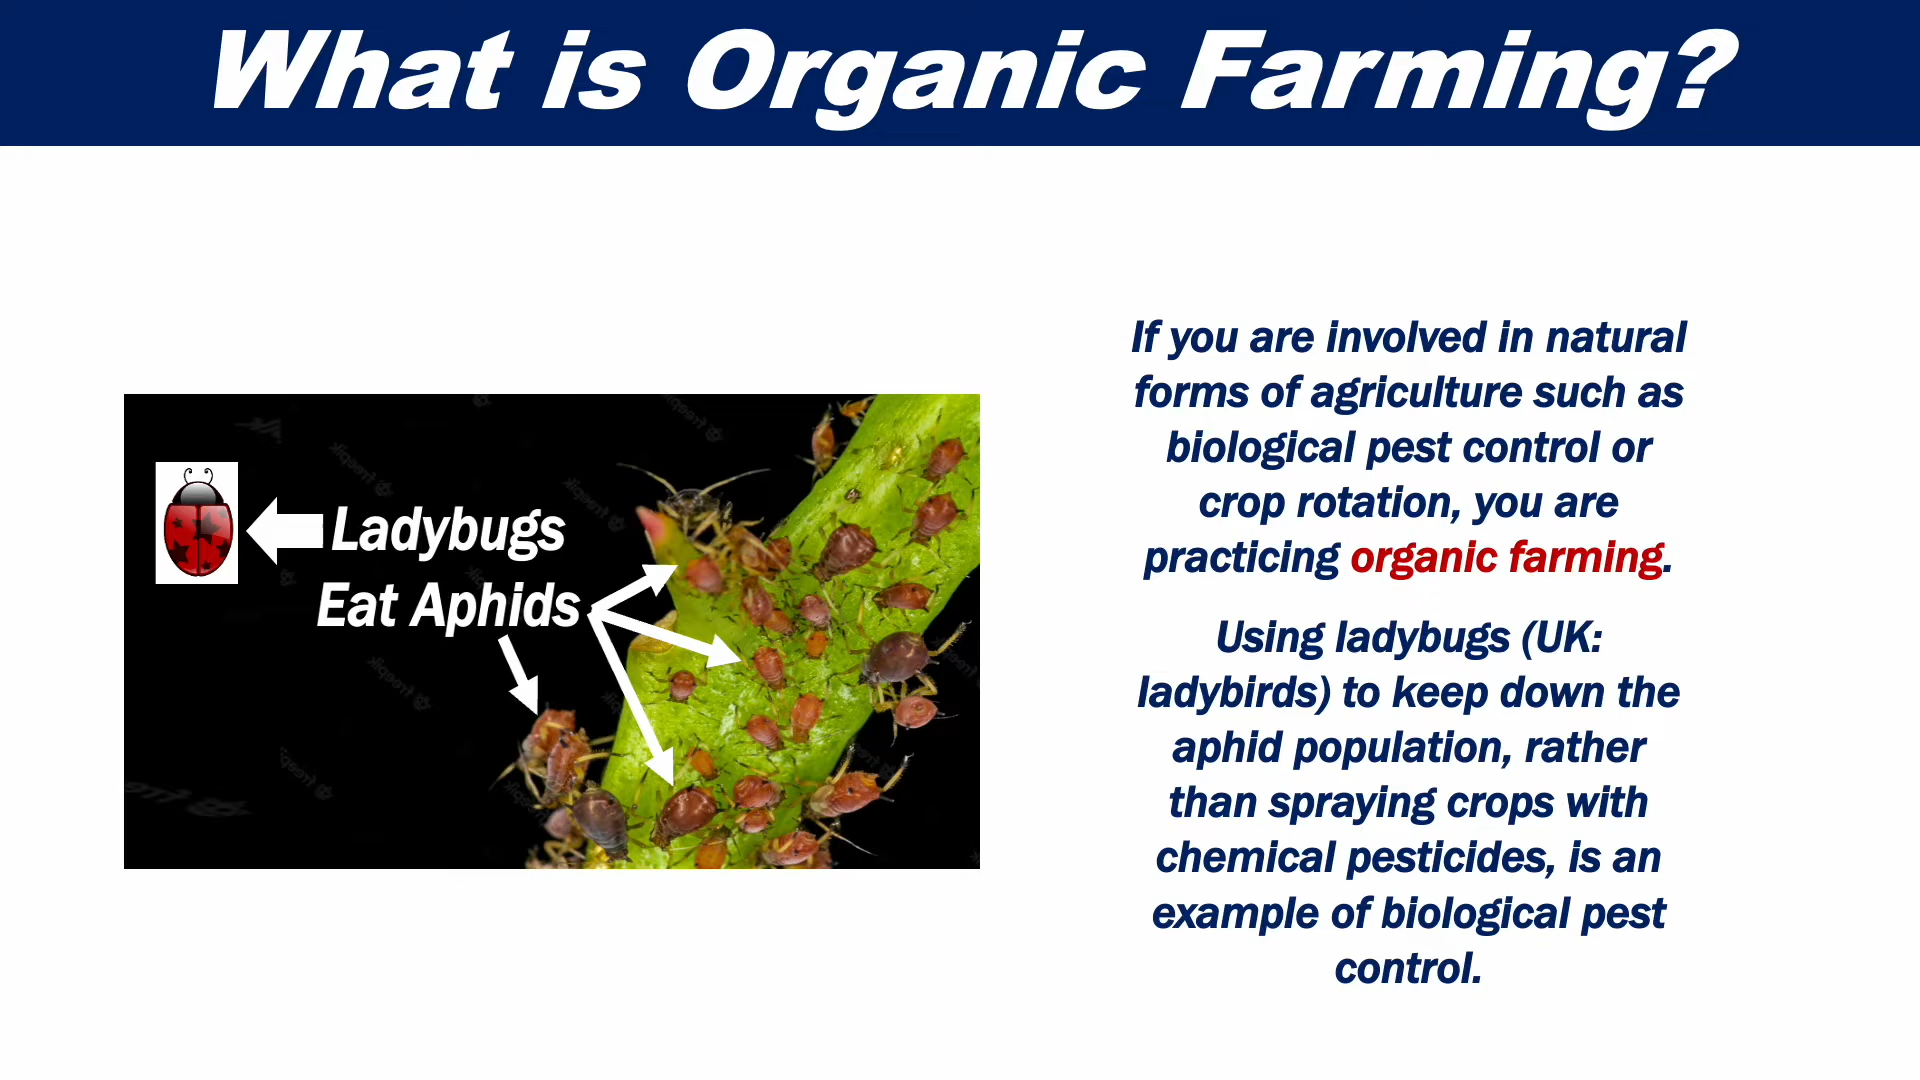 What is Organic Farming?
Ladybugs
Eat Aphids
If you are involved in natural
forms of agriculture such as
biological pest control or
crop rotation, you are
practicing organic farming.
Using ladybugs (UK:
ladybirds) to keep down the
aphid population, rather
than spraying crops with
chemical pesticides, is an
example of biological pest
control.